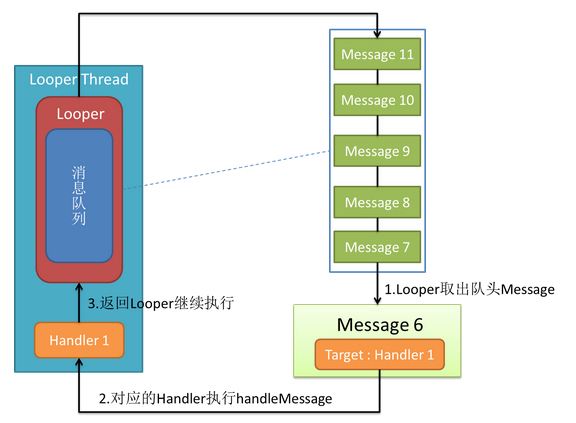 Looper Thread
Looper
消息队列
Handler 1
Message 11
Message 10
Message 9
Message 8
Message 7
1.Looper取出队头Message
Message 6
Target : Handler 1
2.对应的Handler执行handleMessage
3.返回Looper继续执行